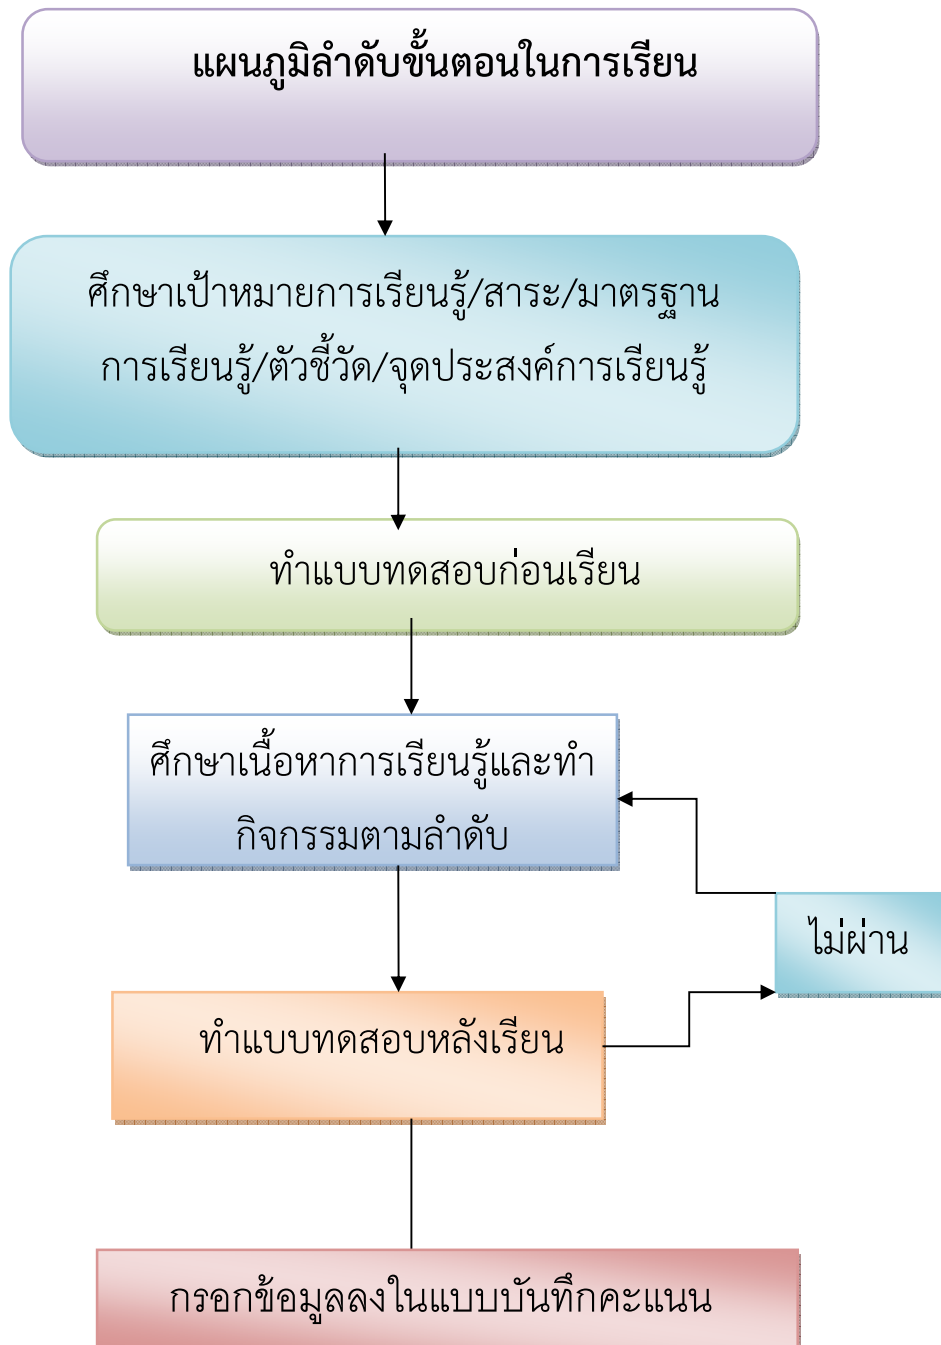 แผนภูมิลำดับขั้นตอนในการเรียน
ศึกษาเป้าหมายการเรียนรู้/สาระ/มาตรฐาน
การเรียนรู้/ตัวชี้วัด/จุดประสงค์การเรียนรู้
ทำแบบทดสอบก่อนเรียน
ศึกษาเนื้อหาการเรียนรู้และทำ
กิจกรรมตามลำดับ
ไม่ผ่าน
ทำแบบทดสอบหลังเรียน
กรอกข้อมูลลงในแบบบันทึกคะแนน